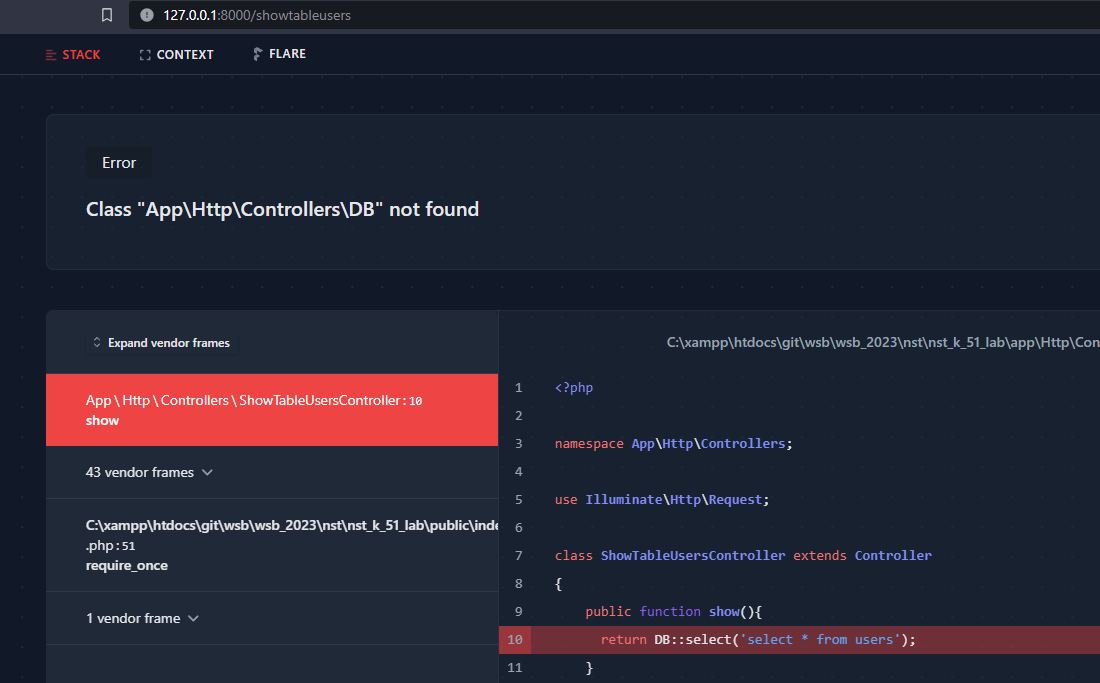 127.0.0.1:8000/showtableusers
STACK CONTEXT FLARE
Error
Class "App\Http\Controllers\DB" not found
Expand vendor frames
App \ Http \ Controllers \ ShowTableUsersController:10
show
43 vendor frames
C:\xampp\htdocs\git\wsb\wsb_2023\nst\nst_k_51_lab\public\inde
.php:51
require_once
1 vendor frame
C:\xampp\htdocs\git\wsb\wsb_2023\nst\nst_k_51_lab\app\Http\Con
1 <?php
2
3 namespace App\Http\Controllers;
4
5 use Illuminate\Http\Request;
6
7 class ShowTableUsersController extends Controller
8 {
9 public function show(){
10 return DB::select('select * from users');
11 }